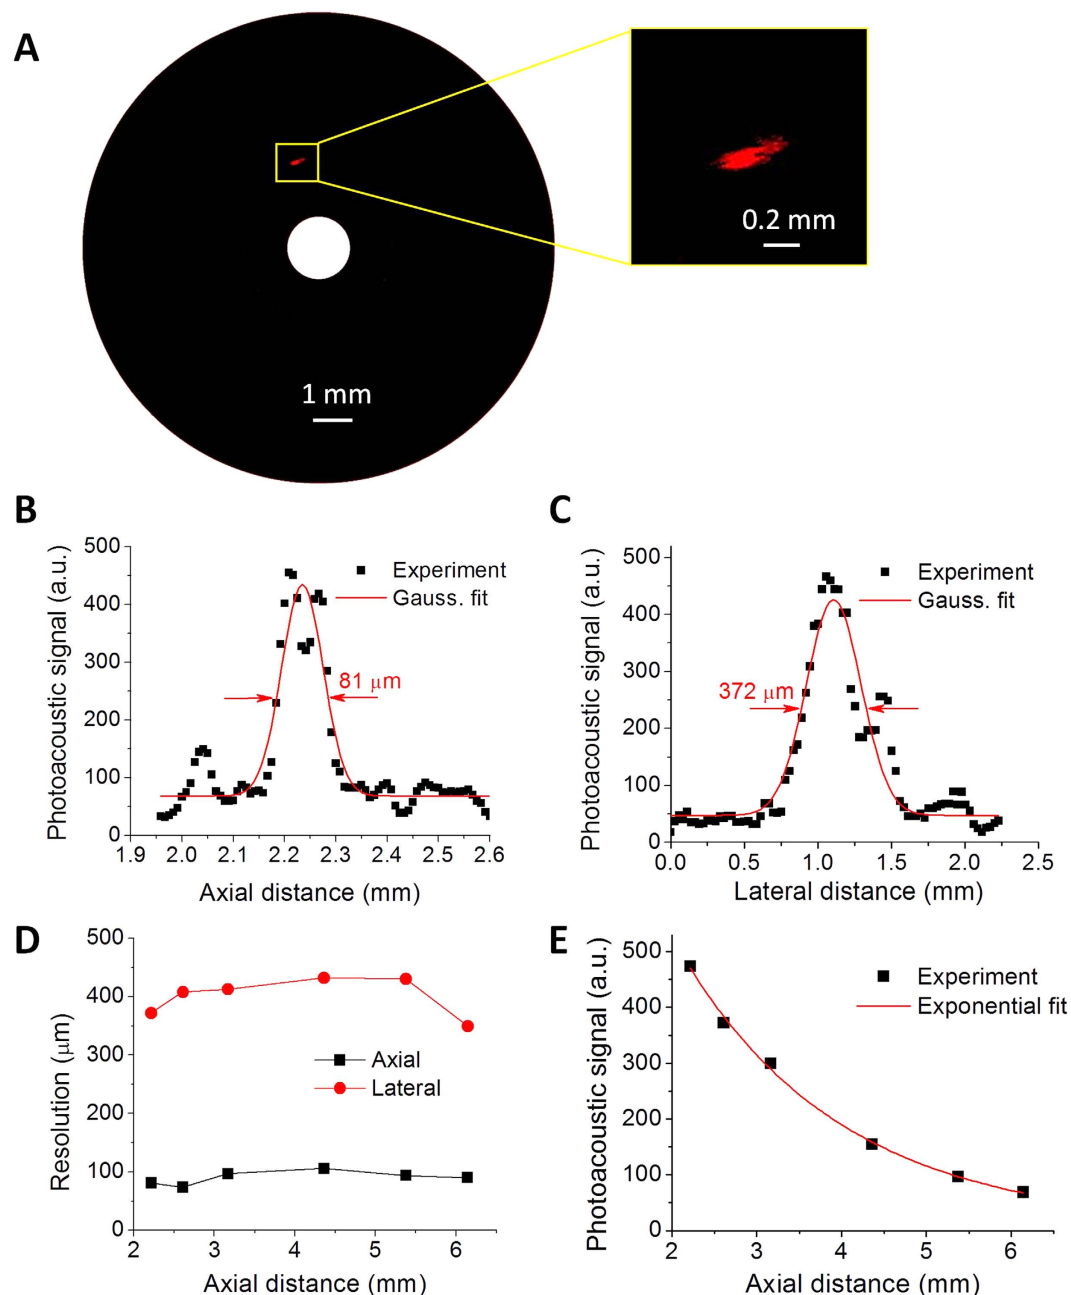 A
0.2 mm
1 mm
B
Photoacoustic signal (a.u.)
500
400
300
200
100
0
1.9 2.0 2.1 2.2 2.3 2.4 2.5 2.6
Axial distance (mm)
Experiment
Gauss. fit
81 μm
C
Photoacoustic signal (a.u.)
500
400
300
200
100
0
0.0 0.5 1.0 1.5 2.0 2.5
Lateral distance (mm)
Experiment
Gauss. fit
372 μm
D
Resolution (μm)
500
400
300
200
100
0
2 3 4 5 6
Axial distance (mm)
Axial
Lateral
E
Photoacoustic signal (a.u.)
500
400
300
200
100
0
2 3 4 5 6
Axial distance (mm)
Experiment
Exponential fit